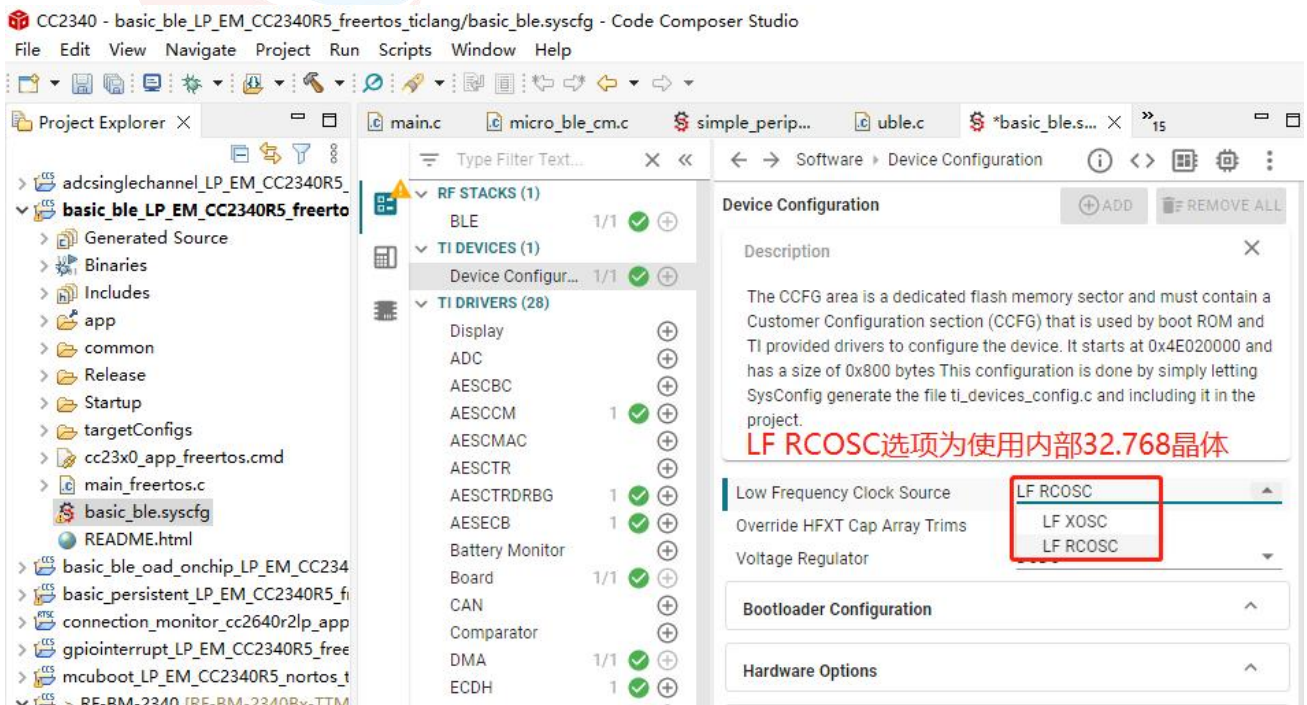 CC2340 - basic_ble_LP_EM_CC2340R5_freertos_ticlang/basic_ble.syscfg - Code Composer Studio
File Edit View Navigate Project Run Scripts Window Help
Project Explorer
main.c
micro_ble_cm.c
simple_perip...
uble.c
*basic_ble.s...
15
adcsinglechannel_LP_EM_CC2340R5_
basic_ble_LP_EM_CC2340R5_freerto
Generated Source
Binaries
Includes
app
common
Release
Startup
targetConfigs
cc23x0_app_freertos.cmd
main_freertos.c
basic_ble.syscfg
README.html
basic_ble_oad_onchip_LP_EM_CC234
basic_persistent_LP_EM_CC2340R5_fr
connection_monitor_cc2640r2lp_app
gpiointerrupt_LP_EM_CC2340R5_free
mcuboot_LP_EM_CC2340R5_nortos_t
RF-BM-2340 [RF-BM-2340Bx-TTM
Type Filter Text...
RF STACKS (1)
BLE 1/1
TI DEVICES (1)
Device Configur... 1/1
TI DRIVERS (28)
Display
ADC
AESCBC
AESCCM 1
AESCMAC
AESCTR
AESCTRDRBG 1
AESECB 1
Battery Monitor
Board 1/1
CAN
Comparator
DMA 1/1
ECDH 1
Software Device Configuration
Device Configuration
ADD
REMOVE ALL
Description
The CCFG area is a dedicated flash memory sector and must contain a
Customer Configuration section (CCFG) that is used by boot ROM and
TI provided drivers to configure the device. It starts at 0x4E020000 and
has a size of 0x800 bytes This configuration is done by simply letting
SysConfig generate the file ti_devices_config.c and including it in the
project.
LF RCOSC选项为使用内部32.768晶体
Low Frequency Clock Source LF RCOSC
LF XOSC
Override HFXT Cap Array Trims
LF RCOSC
Voltage Regulator
Bootloader Configuration
Hardware Options